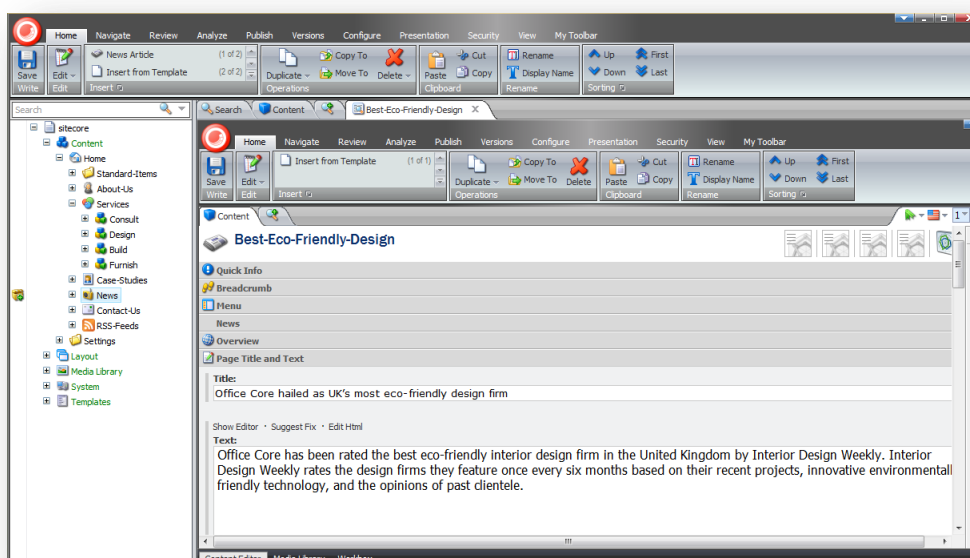 Home Navigate Review Analyze Publish Versions Configure Presentation Security View My Toolbar
Save Edit News Article (1 of 2) Duplicate Copy To Delete Paste Cut Rename Up First
Insert from Template (2 of 2) Move To Copy Display Name Down Last
Write Edit Insert Operations Clipboard Rename Sorting
Search
sitecore
Content
Home
Standard-Items
About-Us
Services
Consult
Design
Build
Furnish
Case-Studies
News
Contact-Us
RSS-Feeds
Settings
Layout
Media Library
System
Templates
Search Content Best-Eco-Friendly-Design X
Home Navigate Review Analyze Publish Versions Configure Presentation Security View My Toolbar
Save Edit Insert from Template (1 of 1) Duplicate Copy To Delete Paste Cut Rename Up First
Move To Copy Display Name Down Last
Write Edit Insert Operations Clipboard Rename Sorting
Content 1
Best-Eco-Friendly-Design
Quick Info
Breadcrumb
Menu
News
Overview
Page Title and Text
Title:
Office Core hailed as UK's most eco-friendly design firm
Show Editor · Suggest Fix · Edit Html
Text:
Office Core has been rated the best eco-friendly interior design firm in the United Kingdom by Interior Design Weekly. Interior
Design Weekly rates the design firms they feature once every six months based on their recent projects, innovative environmentall
friendly technology, and the opinions of past clientele.
Content Editor Media Library Workbox